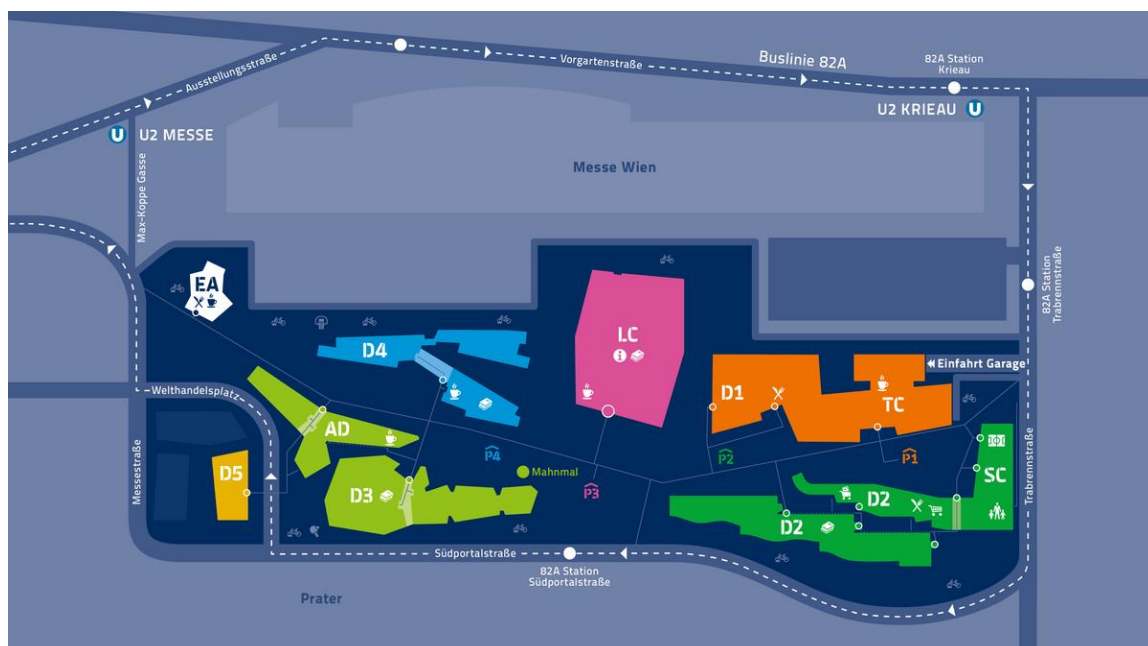 Buslinie 82A
82A Station
Krieau
Vorgartenstraße
Ausstellungsstraße
U2 KRIEAU U
U U2 MESSE
Messe Wien
Max-Koppe Gasse
EA
82A Station
Trabrennstraße
LC
D4
i
Einfahrt Garage
D1
TC
Welthandelsplatz
AD
P4
P2
P1
Mahnmal
SC
D5
Messestraße
D3
P3
D2
D2
Trabrennstraße
Südportalstraße
82A Station
Südportalstraße
Prater